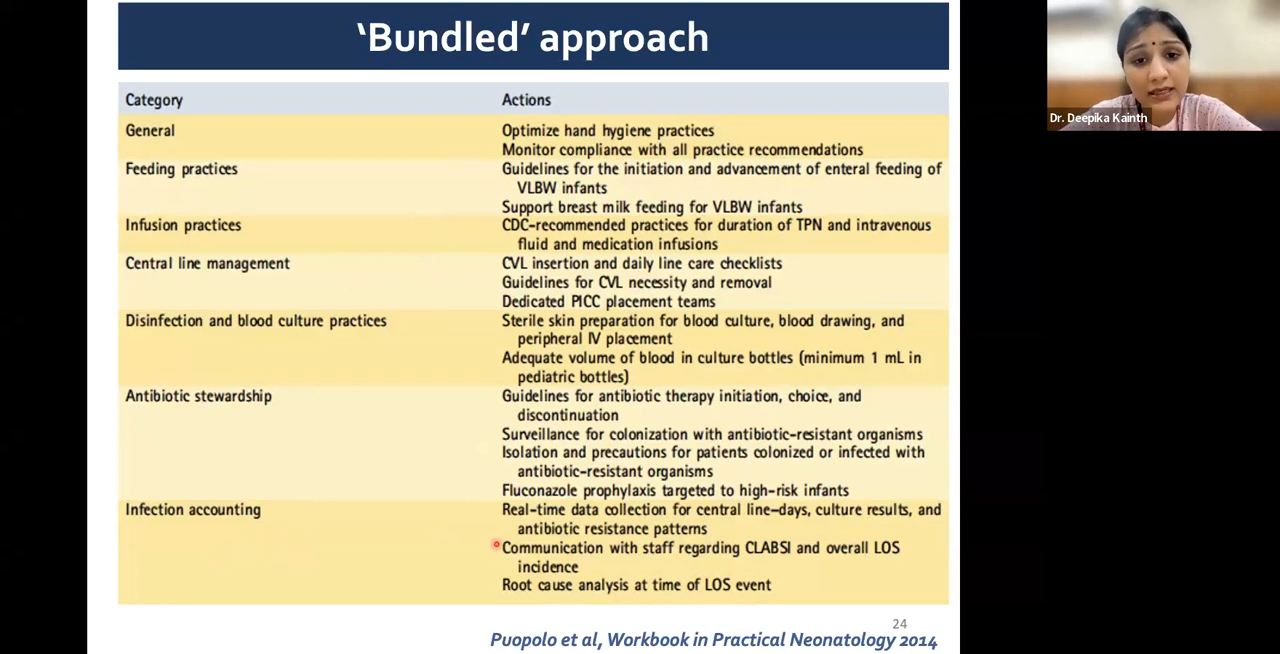 ‘Bundled’ approach
Category Actions
General Optimize hand hygiene practices
Monitor compliance with all practice recommendations
Feeding practices Guidelines for the initiation and advancement of enteral feeding of
VLBW infants
Support breast milk feeding for VLBW infants
Infusion practices CDC-recommended practices for duration of TPN and intravenous
fluid and medication infusions
Central line management CVL insertion and daily line care checklists
Guidelines for CVL necessity and removal
Dedicated PICC placement teams
Disinfection and blood culture practices Sterile skin preparation for blood culture, blood drawing, and
peripheral IV placement
Adequate volume of blood in culture bottles (minimum 1 mL in
pediatric bottles)
Antibiotic stewardship Guidelines for antibiotic therapy initiation, choice, and
discontinuation
Surveillance for colonization with antibiotic-resistant organisms
Isolation and precautions for patients colonized or infected with
antibiotic-resistant organisms
Fluconazole prophylaxis targeted to high-risk infants
Infection accounting Real-time data collection for central line–days, culture results, and
antibiotic resistance patterns
Communication with staff regarding CLABSI and overall LOS
incidence
Root cause analysis at time of LOS event
24
Puopolo et al, Workbook in Practical Neonatology 2014
Dr. Deepika Kainth